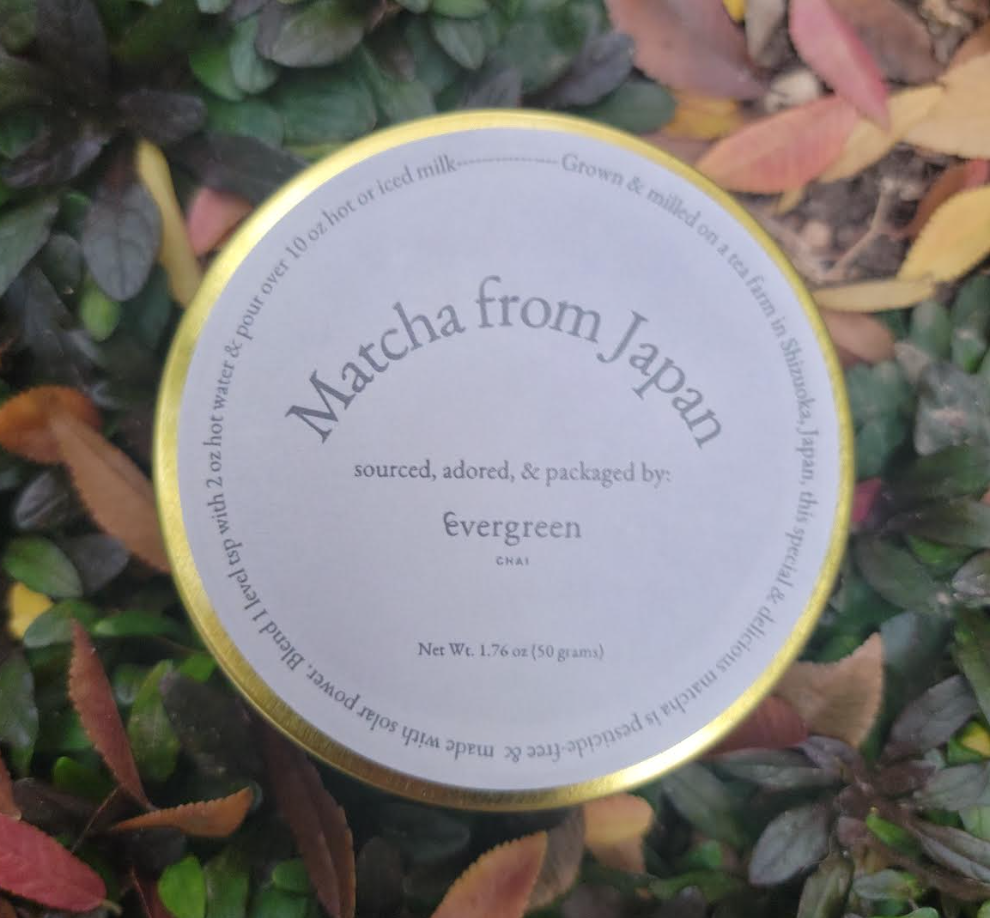 Grown & milled on a tea farm in Shizuoka, Japan, this special & delicious matcha is pesticide-free & made with solar power. Blend 1 level tsp with 2 oz hot water & pour over 10 oz hot or iced milk
Matcha from Japan
sourced, adored, & packaged by:
evergreen
CHAI
Net Wt. 1.76 oz (50 grams)